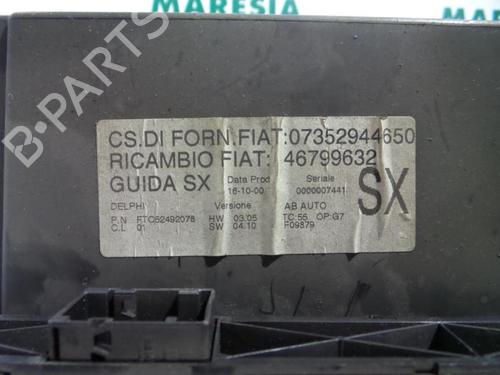 MARESIA
CS.DI FORN.FIAT:07352944650
RICAMBIO FIAT: 46799632
GUIDA SX Data Prod Seriale
16-10-00 0000007441 SX
DELPHI Versione AB AUTO
P.N FTC52492078 HW 03.05 TC:55 OP:G7
C.L 01 SW 04.10 F09879
B-PARTS